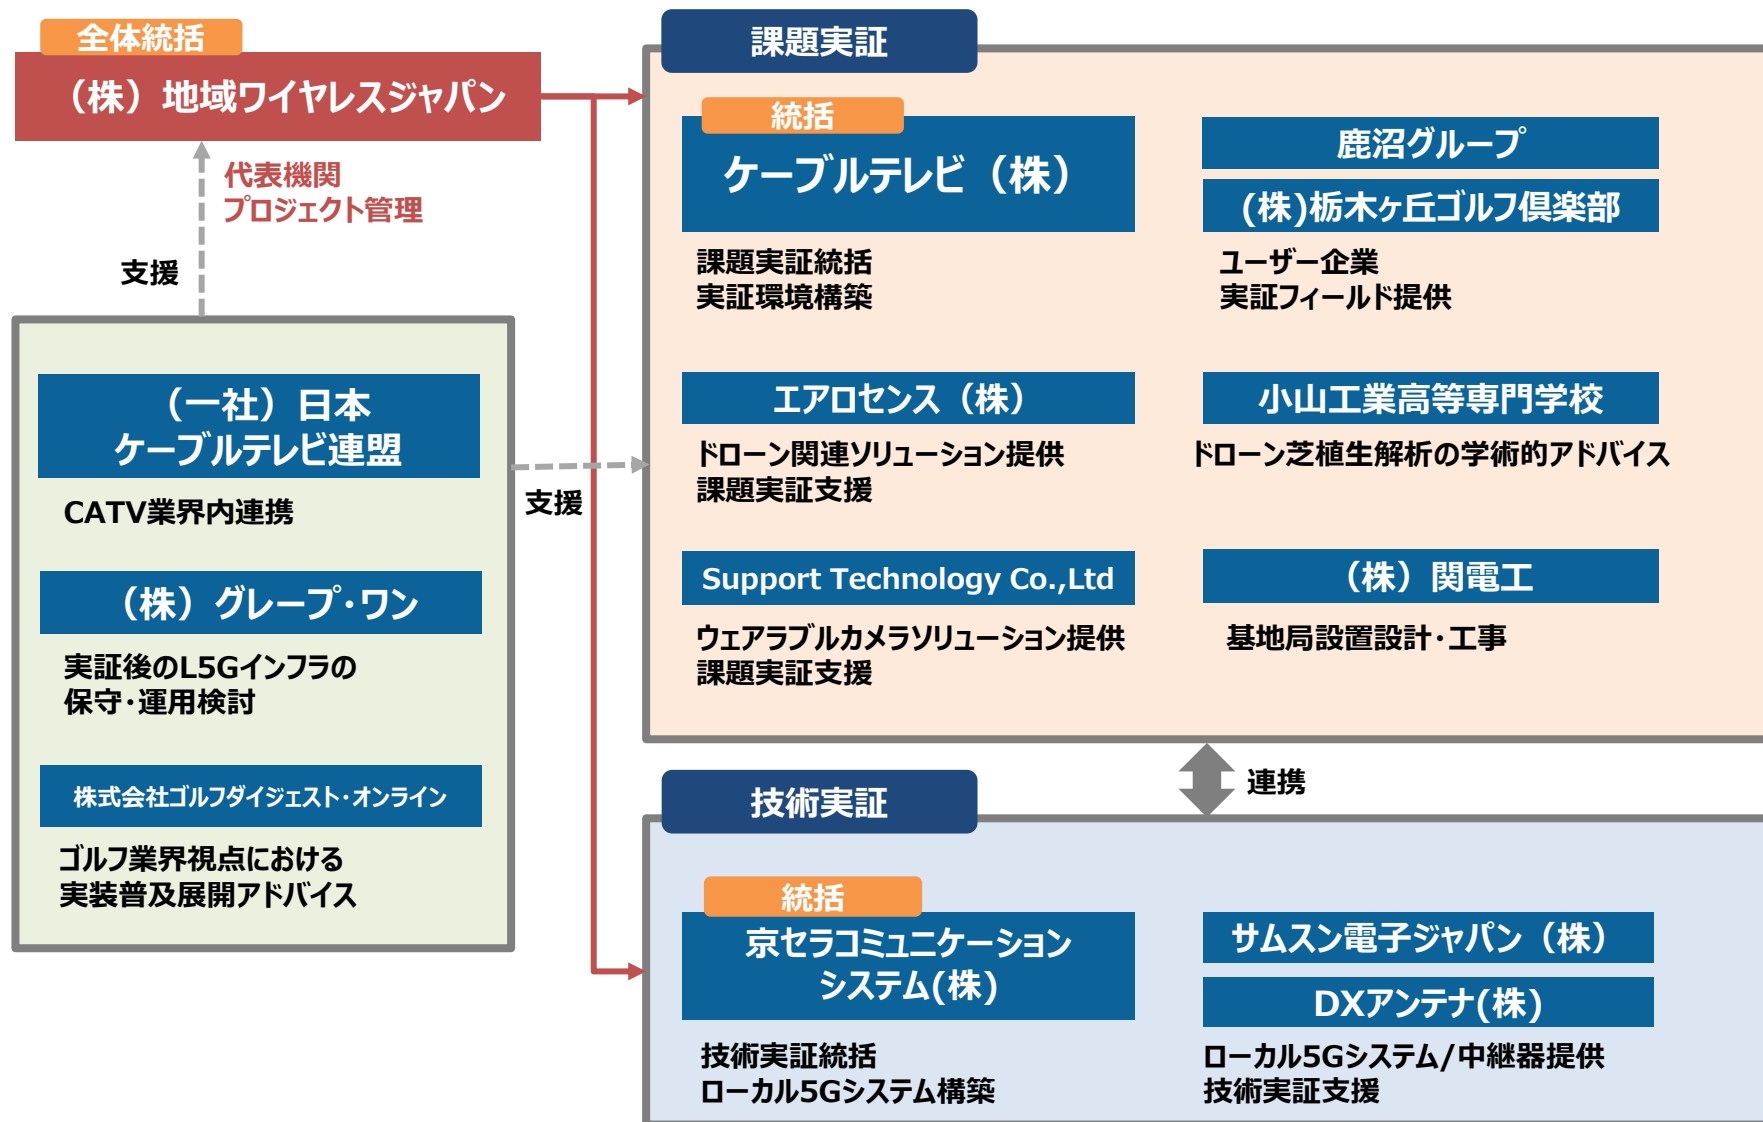 全体統括
（株）地域ワイヤレスジャパン
代表機関
プロジェクト管理
支援
（一社）日本
ケーブルテレビ連盟
CATV業界内連携
（株）グレープ・ワン
実証後のL5Gインフラの
保守・運用検討
株式会社ゴルフダイジェスト・オンライン
ゴルフ業界視点における
実装普及展開アドバイス
支援
課題実証
統括
ケーブルテレビ（株）
課題実証統括
実証環境構築
鹿沼グループ
(株)栃木ヶ丘ゴルフ倶楽部
ユーザー企業
実証フィールド提供
エアロセンス（株）
ドローン関連ソリューション提供
課題実証支援
小山工業高等専門学校
ドローン芝植生解析の学術的アドバイス
Support Technology Co.,Ltd
ウェアラブルカメラソリューション提供
課題実証支援
（株）関電工
基地局設置設計・工事
連携
技術実証
統括
京セラコミュニケーション
システム(株)
技術実証統括
ローカル5Gシステム構築
サムスン電子ジャパン（株）
DXアンテナ(株)
ローカル5Gシステム/中継器提供
技術実証支援